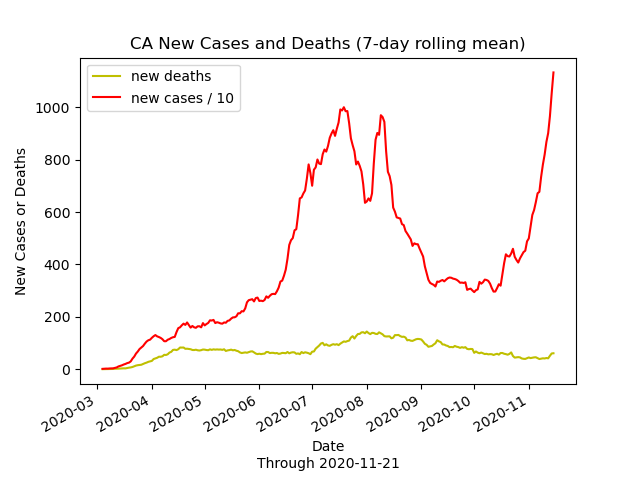 CA New Cases and Deaths (7-day rolling mean)
new deaths
new cases / 10
New Cases or Deaths
1000
800
600
400
200
0
2020-03
2020-04
2020-05
2020-06
2020-07
2020-08
2020-09
2020-10
2020-11
Date
Through 2020-11-21